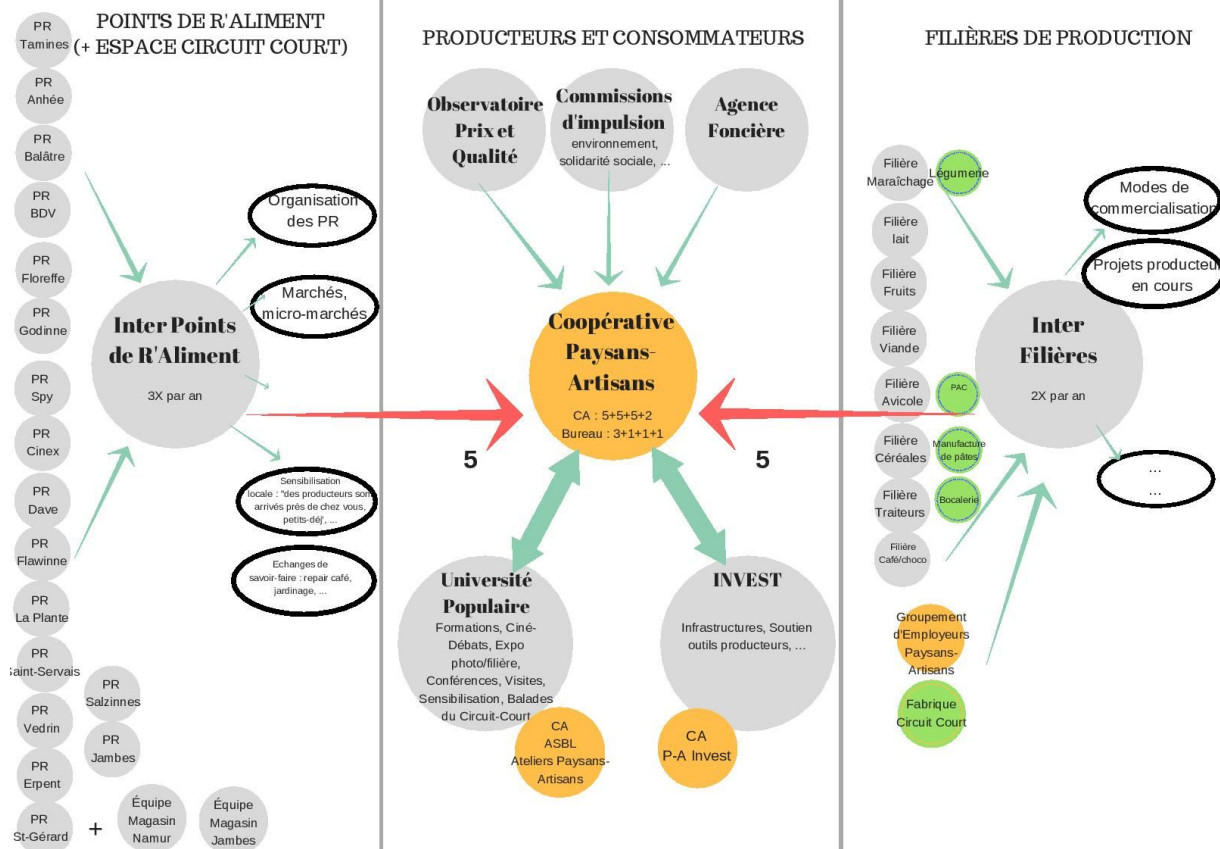 POINTS DE R'ALIMENT
(+ ESPACE CIRCUIT COURT)
PR
Tamines
PR
Anhée
PR
Balâtre
PR
BDV
PR
Floreffe
PR
Godinne
PR
Spy
PR
Cinex
PR
Dave
PR
Flawinne
PR
La Plante
PR
Saint-Servais
PR
Vedrin
PR
Erpent
PR
St-Gérard
PR
Salzinnes
PR
Jambes
+
Équipe
Magasin
Namur
Équipe
Magasin
Jambes
Inter Points
de R'Aliment
3X par an
Organisation
des PR
Marchés,
micro-marchés
Sensibilisation
locale : "des producteurs son
arrivés près de chez vous,
petits-déj', ...
Echanges de
savoir-faire : repair café,
jardinage, ...
PRODUCTEURS ET CONSOMMATEURS
Observatoire
Prix et
Qualité
Commissions
d'impulsion
environnement,
solidarité sociale, ...
Agence
Foncière
Coopérative
Paysans-
Artisans
CA : 5+5+5+2
Bureau : 3+1+1+1
5
5
Université
Populaire
Formations, Ciné-
Débats, Expo
photo/filière,
Conférences, Visites,
Sensibilisation, Balades
du Circuit-Court
CA
ASBL
Ateliers Paysans-
Artisans
INVEST
Infrastructures, Soutien
outils producteurs, ...
CA
P-A Invest
FILIÈRES DE PRODUCTION
Filière
Maraîchage
Légumerie
Filière
lait
Filière
Fruits
Filière
Viande
Filière
Avicole
PAC
Filière
Céréales
Manufacture
de pâtes
Filière
Traiteurs
Bocalerie
Filière
Café/choco
Groupement
d'Employeurs
Paysans-
Artisans
Fabrique
Circuit Court
Inter
Filières
2X par an
Modes de
commercialisation
Projets producteur
en cours
...
...